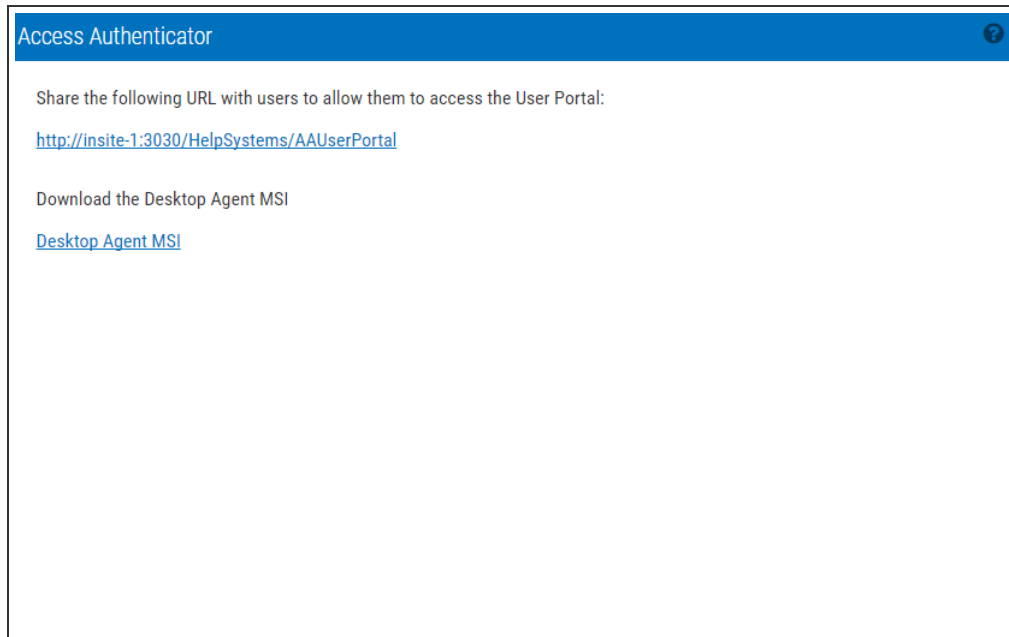 Access Authenticator
Share the following URL with users to allow them to access the User Portal:
http://insite-1:3030/HelpSystems/AAUserPortal
Download the Desktop Agent MSI
Desktop Agent MSI